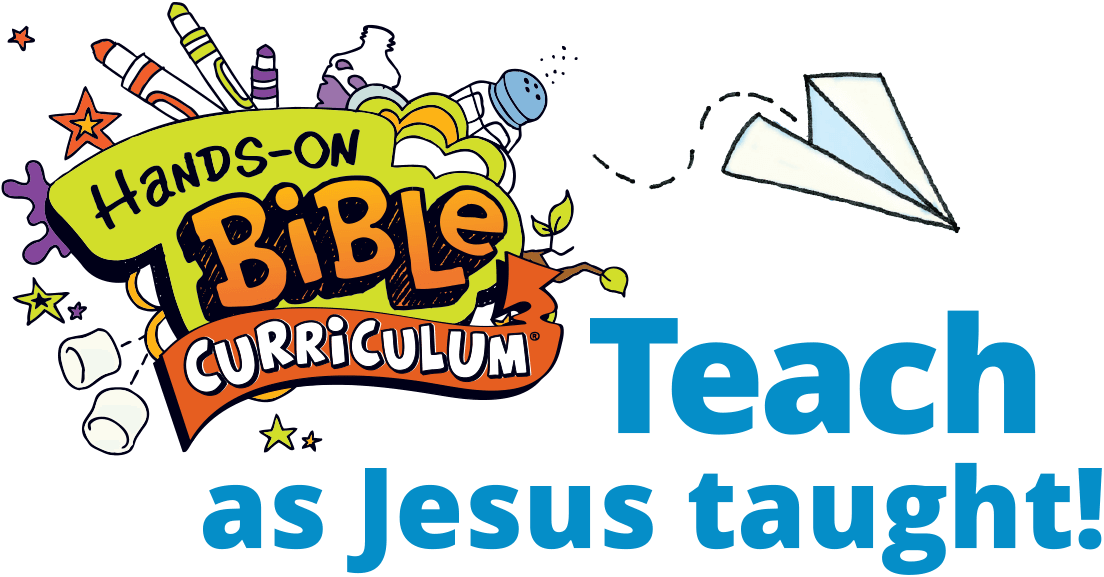 HaNDS-ON
BiBLe
CURRiCULUM®
Teach
as Jesus taught!